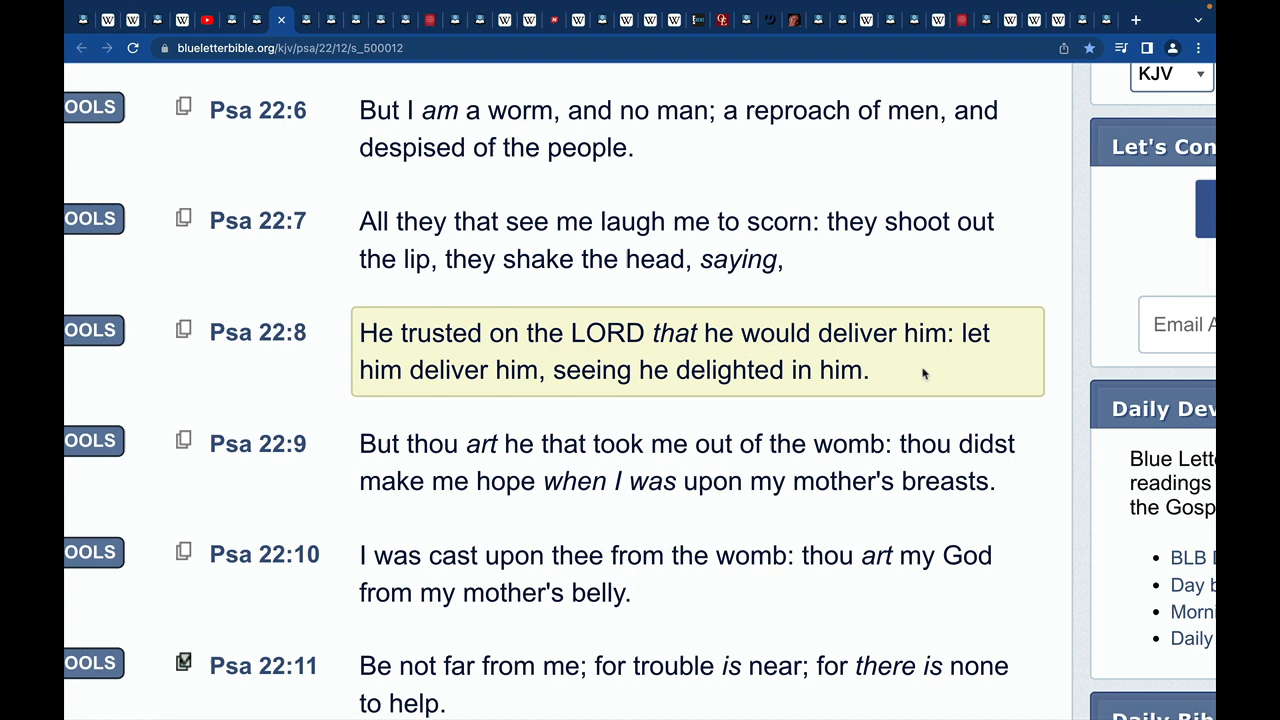 blueletterbible.org/kjv/psa/22/12/s_500012
KJV
OOLS
Psa 22:6
But I am a worm, and no man; a reproach of men, and
despised of the people.
Let's Con
OOLS
Psa 22:7
All they that see me laugh me to scorn: they shoot out
the lip, they shake the head, saying,
OOLS
Psa 22:8
He trusted on the LORD that he would deliver him: let
him deliver him, seeing he delighted in him.
Email A
Daily Dev
OOLS
Psa 22:9
But thou art he that took me out of the womb: thou didst
make me hope when I was upon my mother's breasts.
Blue Lett
readings
the Gosp
OOLS
Psa 22:10
I was cast upon thee from the womb: thou art my God
from my mother's belly.
• BLB
• Day b
• Morni
• Daily
OOLS
Psa 22:11
Be not far from me; for trouble is near; for there is none
to help.
Daily Bib